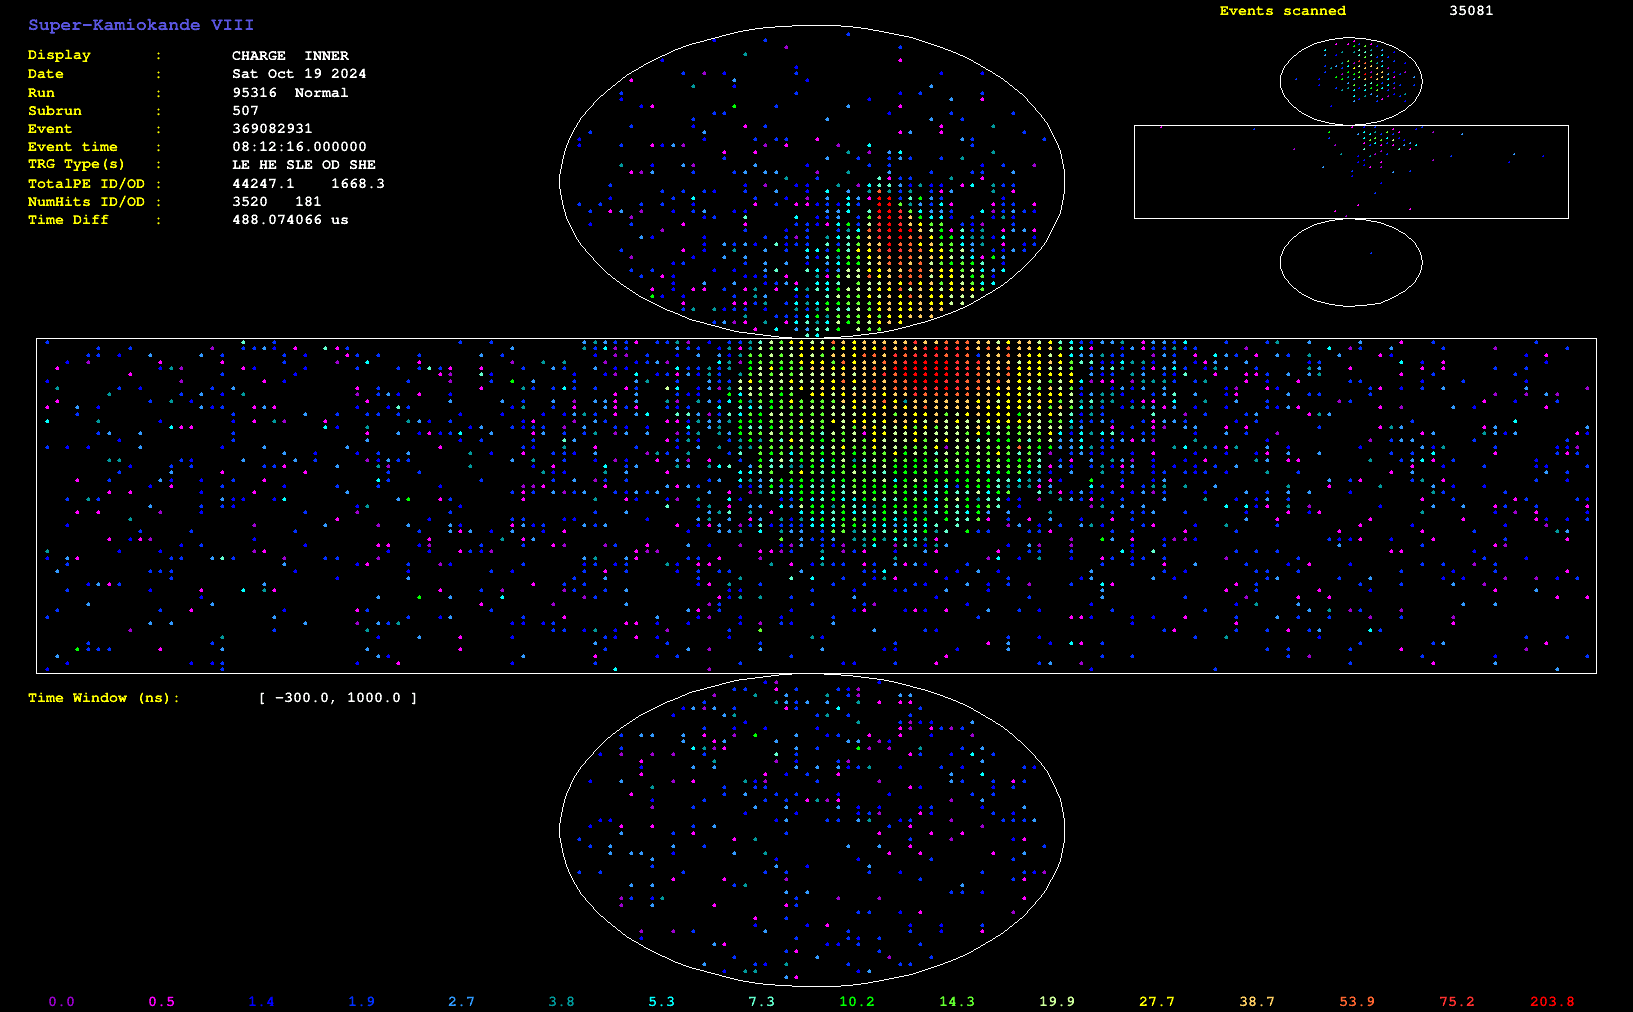 Super-Kamiokande VIII
Events scanned 35081
Display : CHARGE INNER
Date : Sat Oct 19 2024
Run : 95316 Normal
Subrun : 507
Event : 369082931
Event time : 08:12:16.000000
TRG Type(s) : LE HE SLE OD SHE
TotalPE ID/OD : 44247.1 1668.3
NumHits ID/OD : 3520 181
Time Diff : 488.074066 us
Time Window (ns): [ −300.0, 1000.0 ]
0.0 0.5 1.4 1.9 2.7 3.8 5.3 7.3 10.2 14.3 19.9 27.7 38.7 53.9 75.2 203.8